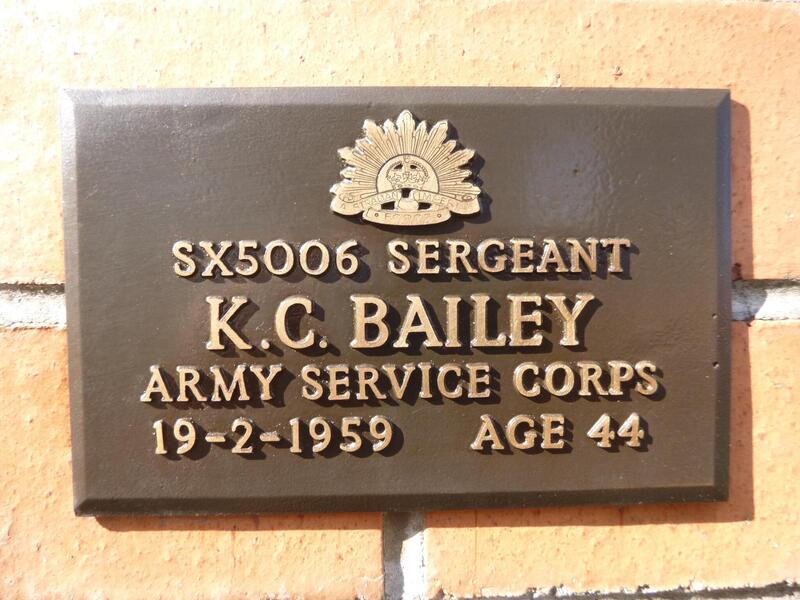 SX5006 SERGEANT
K.C. BAILEY
ARMY SERVICE CORPS
19-2-1959 AGE 44